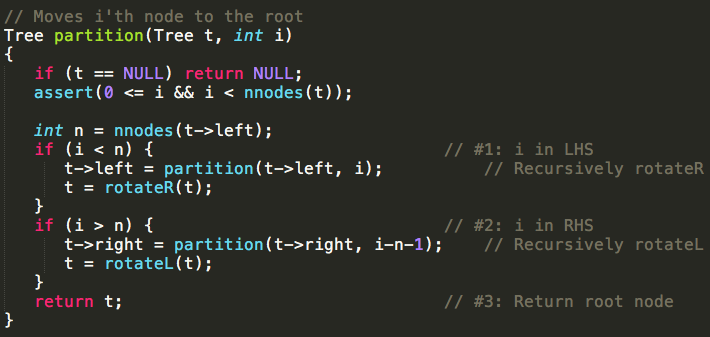 // Moves i'th node to the root
Tree partition(Tree t, int i)
{
if (t == NULL) return NULL;
assert(0 <= i && i < nnodes(t));
int n = nnodes(t->left);
if (i < n) { // #1: i in LHS
t->left = partition(t->left, i); // Recursively rotateR
t = rotateR(t);
}
if (i > n) { // #2: i in RHS
t->right = partition(t->right, i-n-1); // Recursively rotateL
t = rotateL(t);
}
return t; // #3: Return root node
}